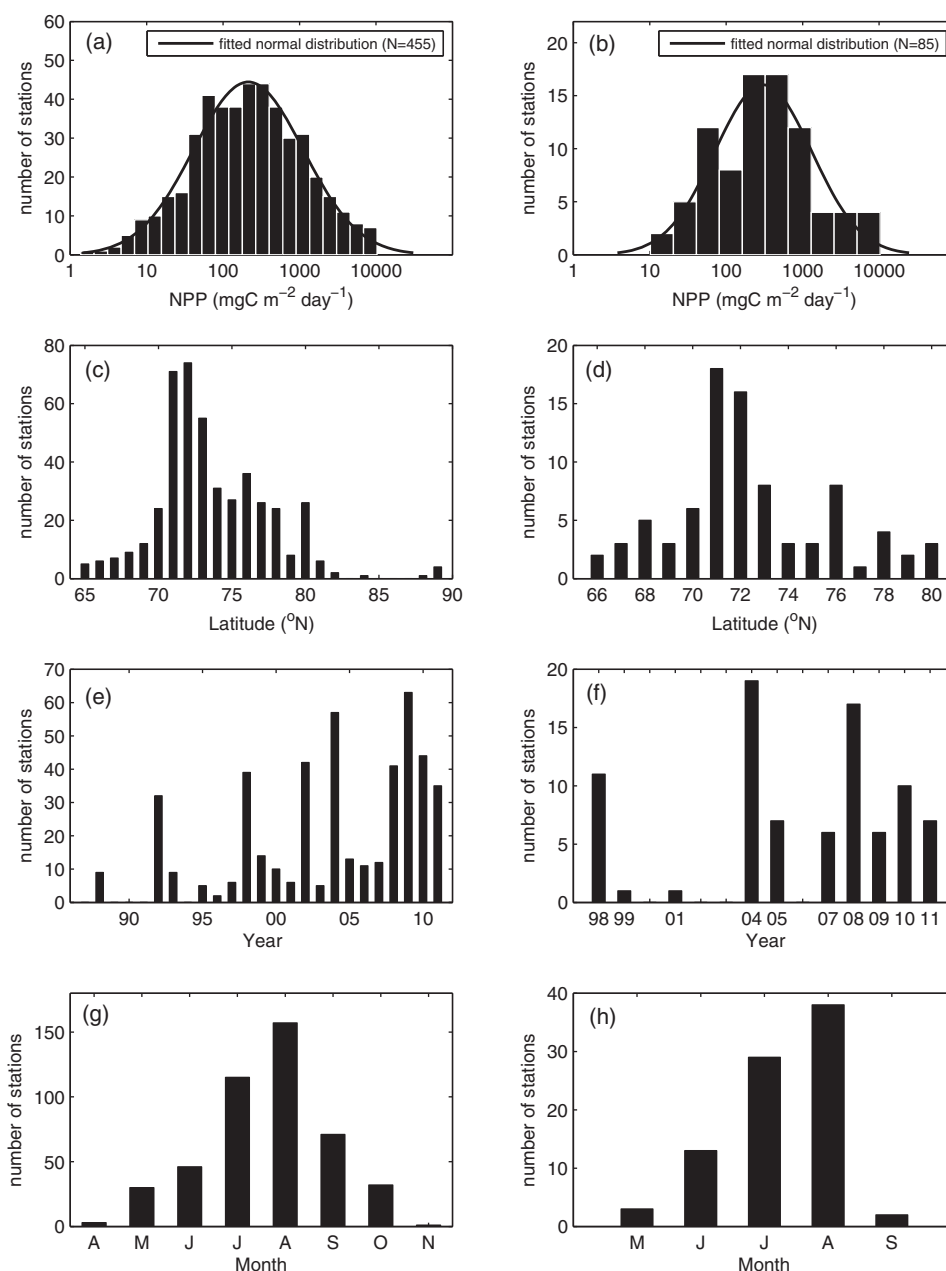 (a)
fitted normal distribution (N=455)
number of stations
60
50
40
30
20
10
0
1 10 100 1000 10000
NPP (mgC m⁻² day⁻¹)
(b)
fitted normal distribution (N=85)
number of stations
20
15
10
5
0
1 10 100 1000 10000
NPP (mgC m⁻² day⁻¹)
(c)
number of stations
80
60
40
20
0
65 70 75 80 85 90
Latitude (°N)
(d)
number of stations
20
15
10
5
0
66 68 70 72 74 76 78 80
Latitude (°N)
(e)
number of stations
70
60
50
40
30
20
10
0
90 95 00 05 10
Year
(f)
number of stations
20
15
10
5
0
98 99 01 04 05 07 08 09 10 11
Year
(g)
number of stations
150
100
50
0
A M J J A S O N
Month
(h)
number of stations
40
30
20
10
0
M J J A S
Month